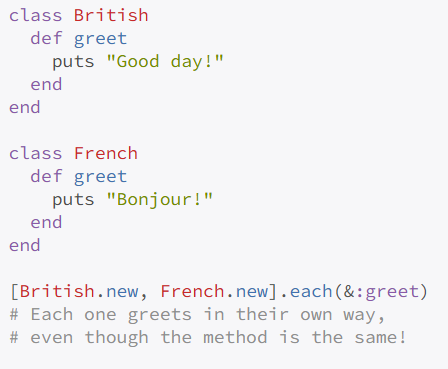 class British
  def greet
    puts "Good day!"
  end
end

class French
  def greet
    puts "Bonjour!"
  end
end

[British.new, French.new].each(&:greet)
# Each one greets in their own way,
# even though the method is the same!